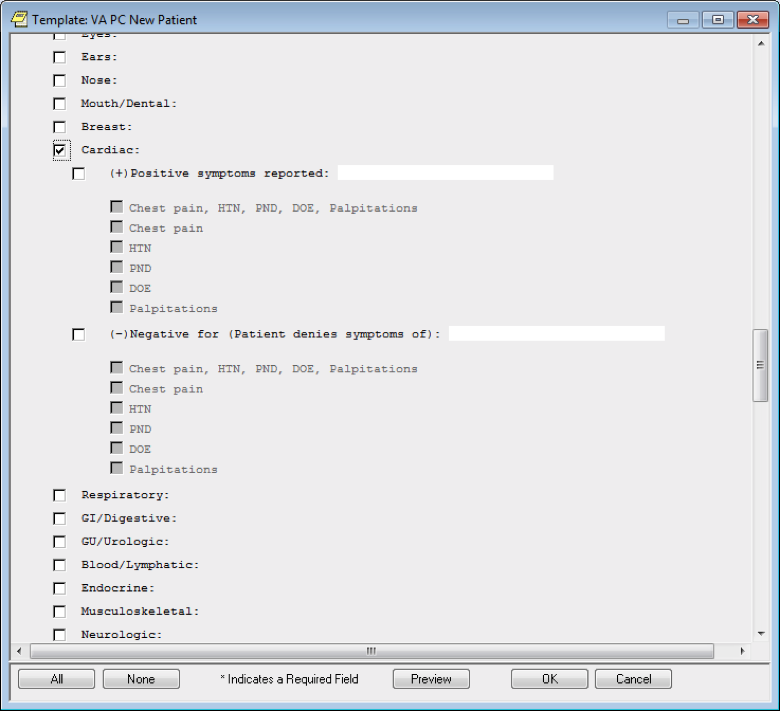 Template: VA PC New Patient
Eyes:
Ears:
Nose:
Mouth/Dental:
Breast:
Cardiac:
(+)Positive symptoms reported:
Chest pain, HTN, PND, DOE, Palpitations
Chest pain
HTN
PND
DOE
Palpitations
(-)Negative for (Patient denies symptoms of):
Chest pain, HTN, PND, DOE, Palpitations
Chest pain
HTN
PND
DOE
Palpitations
Respiratory:
GI/Digestive:
GU/Urologic:
Blood/Lymphatic:
Endocrine:
Musculoskeletal:
Neurologic:
All None * Indicates a Required Field Preview OK Cancel